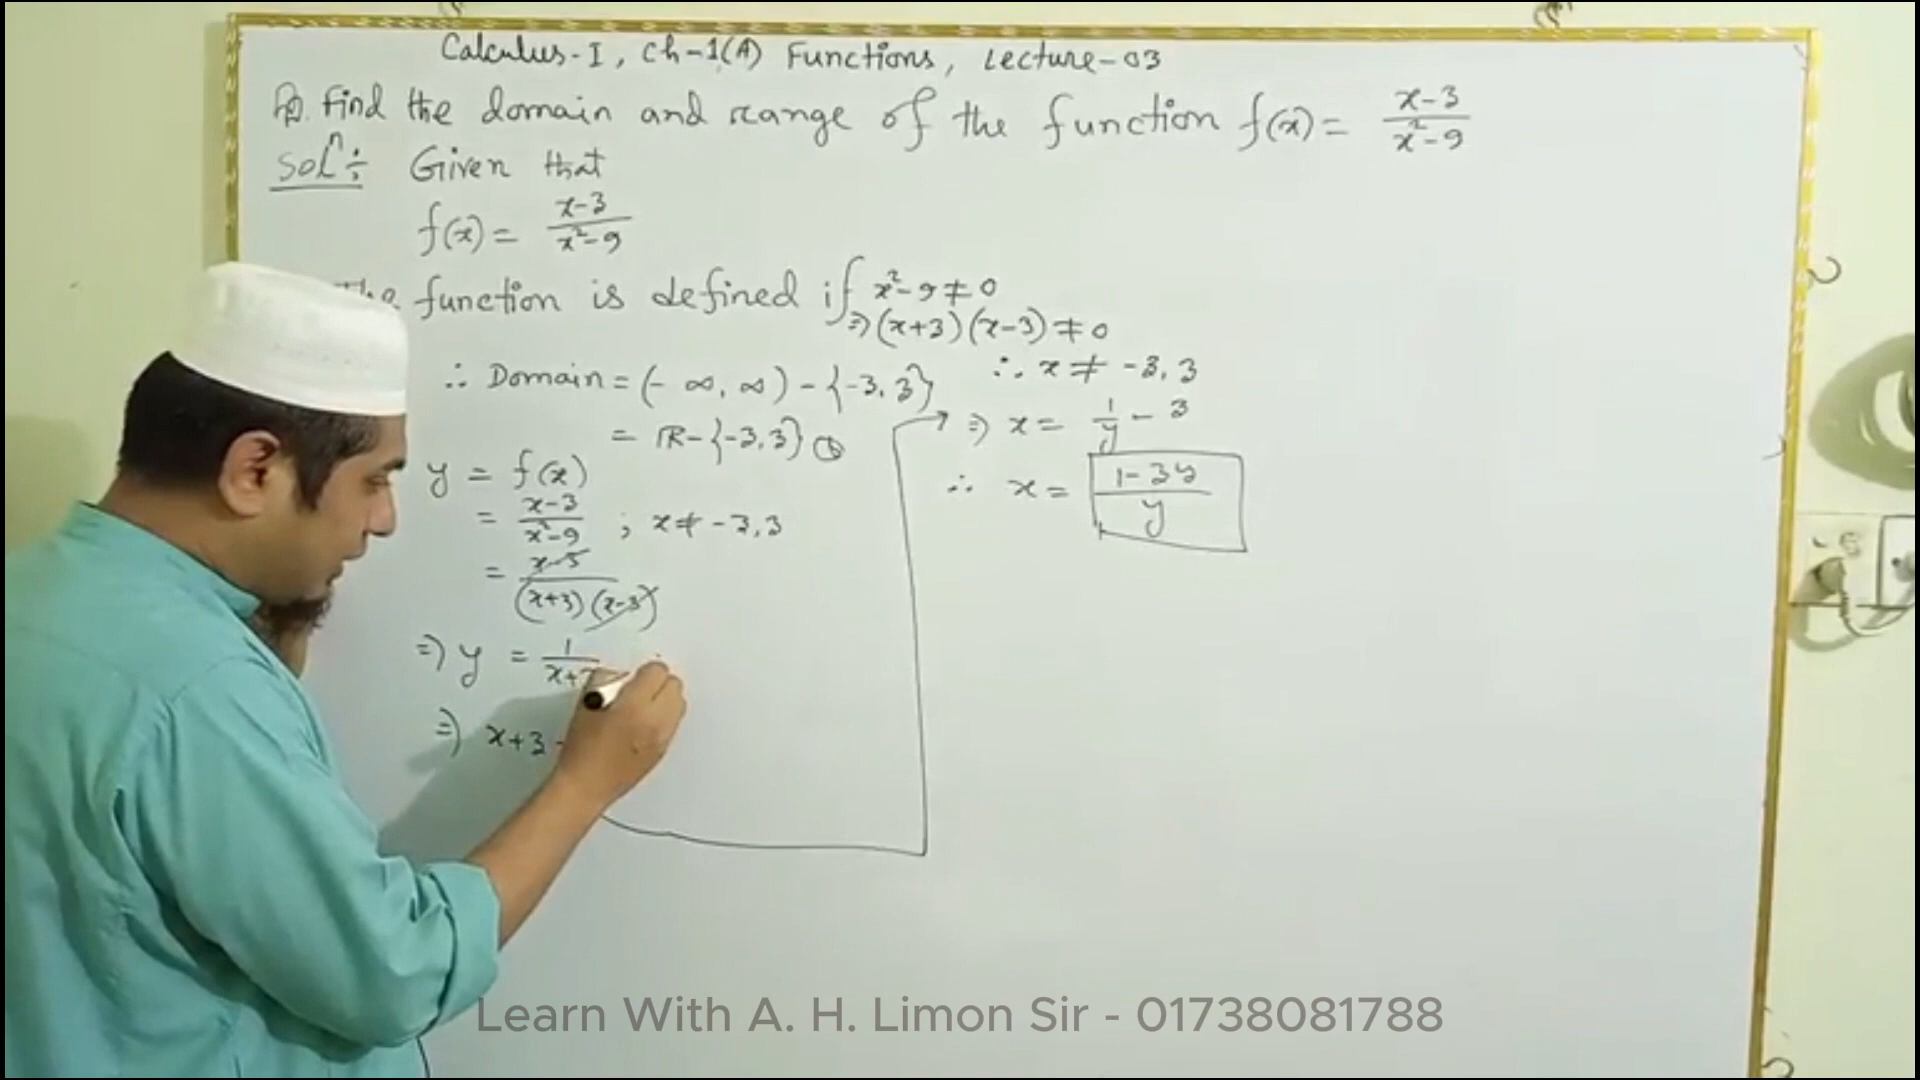 Calculus-I, Ch-1(A) Functions, Lecture-03
Find the domain and range of the function f(x) = x-3 / x²-9
Solⁿ: Given that
f(x) = x-3 / x²-9
The function is defined if x²-9 ≠ 0
⇒ (x+3)(x-3) ≠ 0
∴ x ≠ -3, 3
∴ Domain = (-∞, ∞) - {-3, 3}
= ℝ - {-3, 3}
y = f(x)
= x-3 / x²-9 ; x ≠ -3, 3
= x-3 / (x+3)(x-3)
⇒ y = 1 / x+3
⇒ x+3
⇒ x = 1/y - 3
∴ x = 1-3y / y
Learn With A. H. Limon Sir - 01738081788